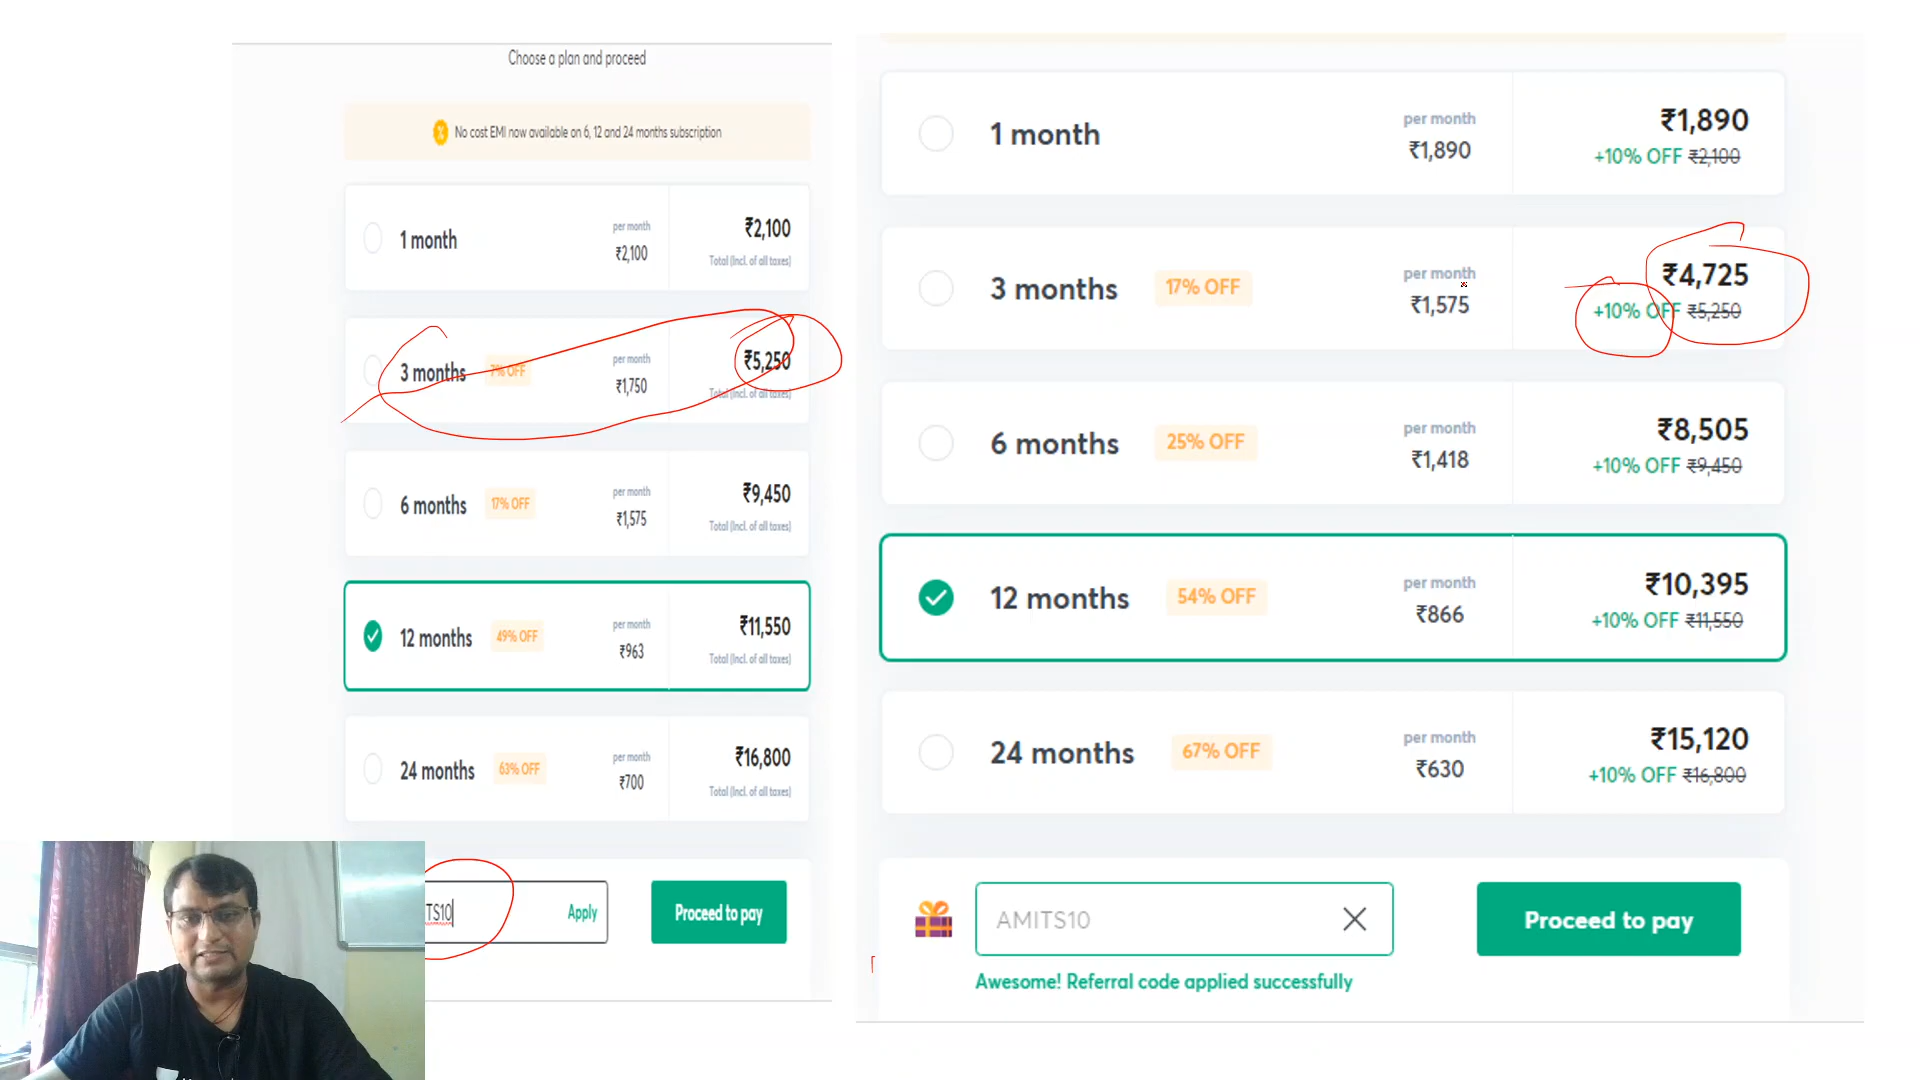 Choose a plan and proceed
No cost EMI now available on 6, 12 and 24 months subscription
1 month
per month
₹2,100
₹2,100
Total (Incl. of all taxes)
3 months
7% OFF
per month
₹1,750
₹5,250
Total (Incl. of all taxes)
6 months
17% OFF
per month
₹1,575
₹9,450
Total (Incl. of all taxes)
12 months
49% OFF
per month
₹963
₹11,550
Total (Incl. of all taxes)
24 months
63% OFF
per month
₹700
₹16,800
Total (Incl. of all taxes)
TS10
Apply
Proceed to pay
1 month
per month
₹1,890
₹1,890
+10% OFF ₹2,100
3 months
17% OFF
per month
₹1,575
₹4,725
+10% OFF ₹5,250
6 months
25% OFF
per month
₹1,418
₹8,505
+10% OFF ₹9,450
12 months
54% OFF
per month
₹866
₹10,395
+10% OFF ₹11,550
24 months
67% OFF
per month
₹630
₹15,120
+10% OFF ₹16,800
AMITS10
Proceed to pay
Awesome! Referral code applied successfully